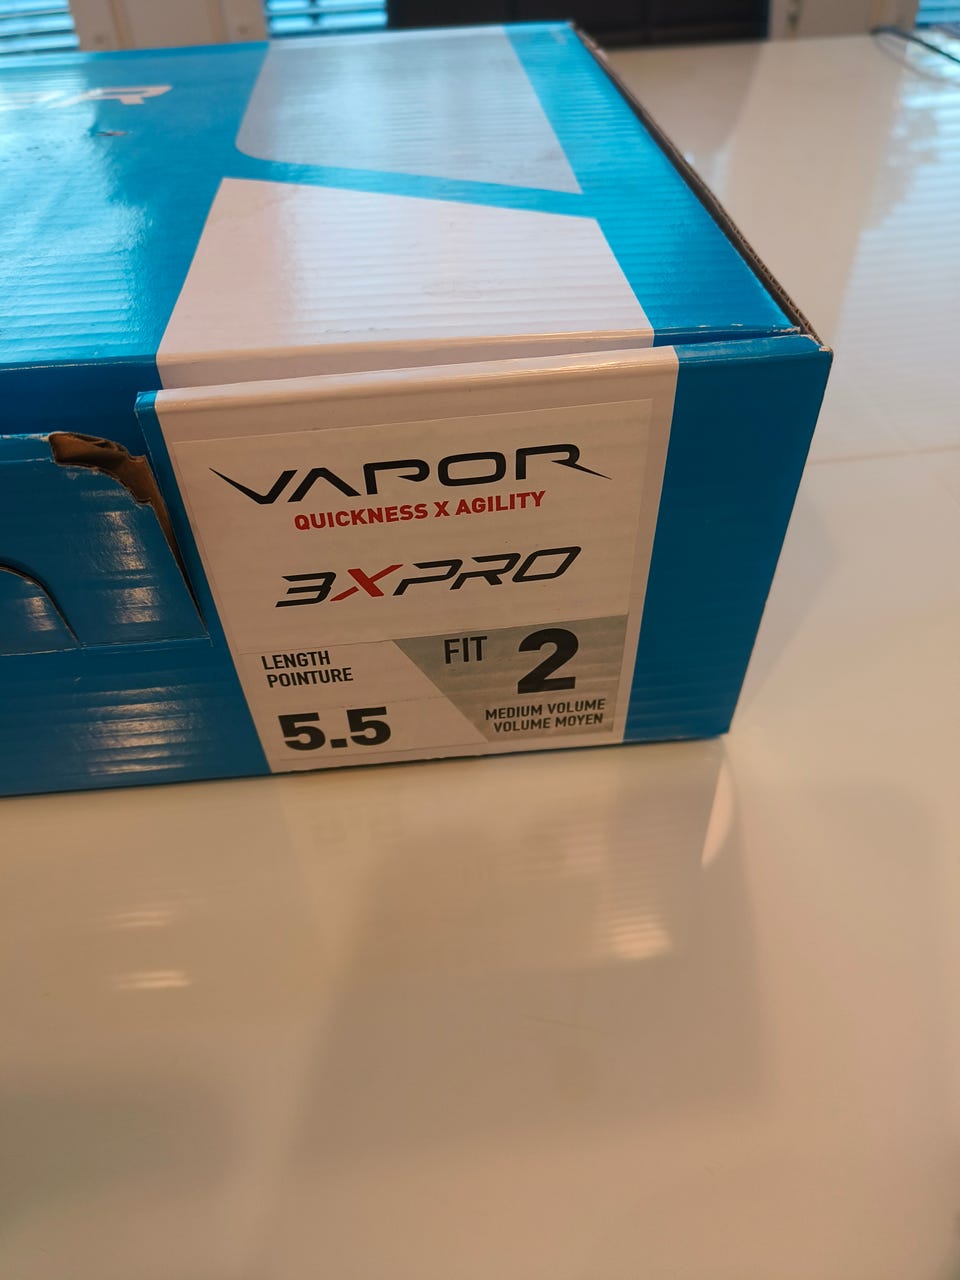 VAPOR
QUICKNESS X AGILITY
3XPRO
LENGTH
POINTURE
5.5
FIT 2
MEDIUM VOLUME
VOLUME MOYEN